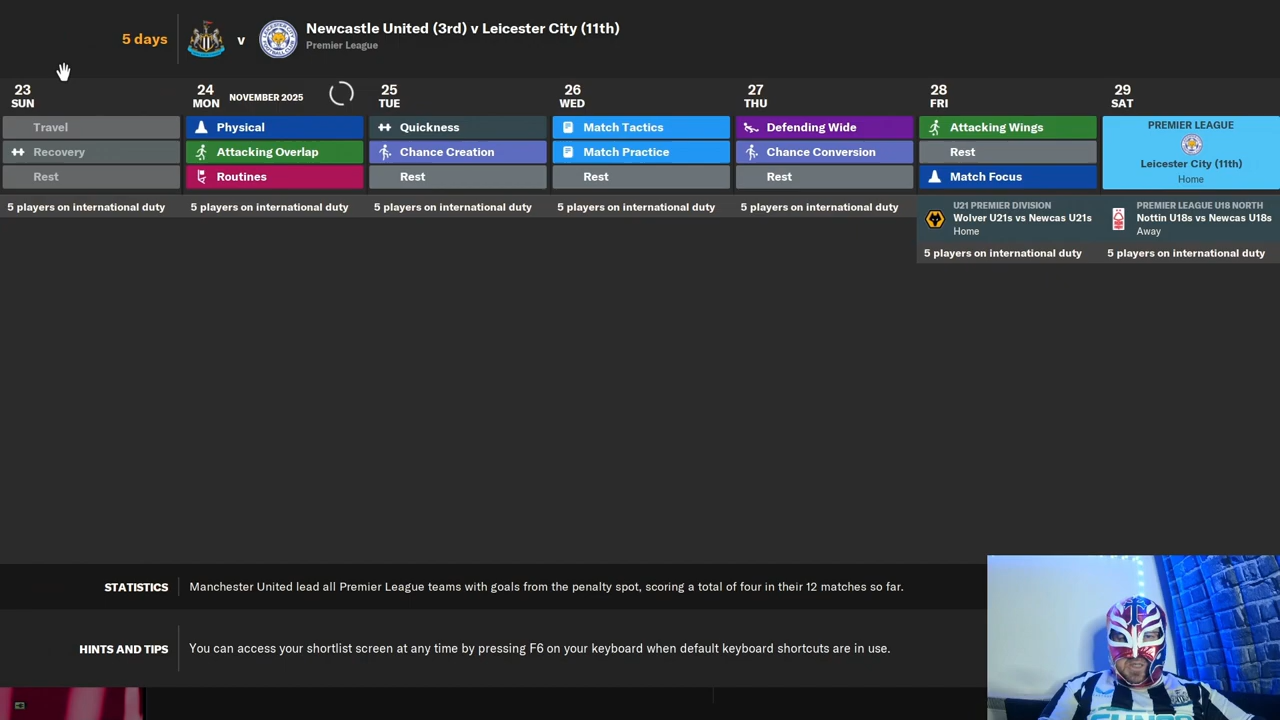 5 days
v
Newcastle United (3rd) v Leicester City (11th)
Premier League
23
SUN
24
MON
NOVEMBER 2025
25
TUE
26
WED
27
THU
28
FRI
29
SAT
Travel
Physical
Quickness
Match Tactics
Defending Wide
Attacking Wings
PREMIER LEAGUE
Recovery
Attacking Overlap
Chance Creation
Match Practice
Chance Conversion
Rest
Leicester City (11th)
Rest
Routines
Rest
Rest
Rest
Match Focus
Home
5 players on international duty
5 players on international duty
5 players on international duty
5 players on international duty
5 players on international duty
U21 PREMIER DIVISION
Wolver U21s vs Newcas U21s
Home
PREMIER LEAGUE U18 NORTH
Nottin U18s vs Newcas U18s
Away
5 players on international duty
5 players on international duty
STATISTICS
Manchester United lead all Premier League teams with goals from the penalty spot, scoring a total of four in their 12 matches so far.
HINTS AND TIPS
You can access your shortlist screen at any time by pressing F6 on your keyboard when default keyboard shortcuts are in use.